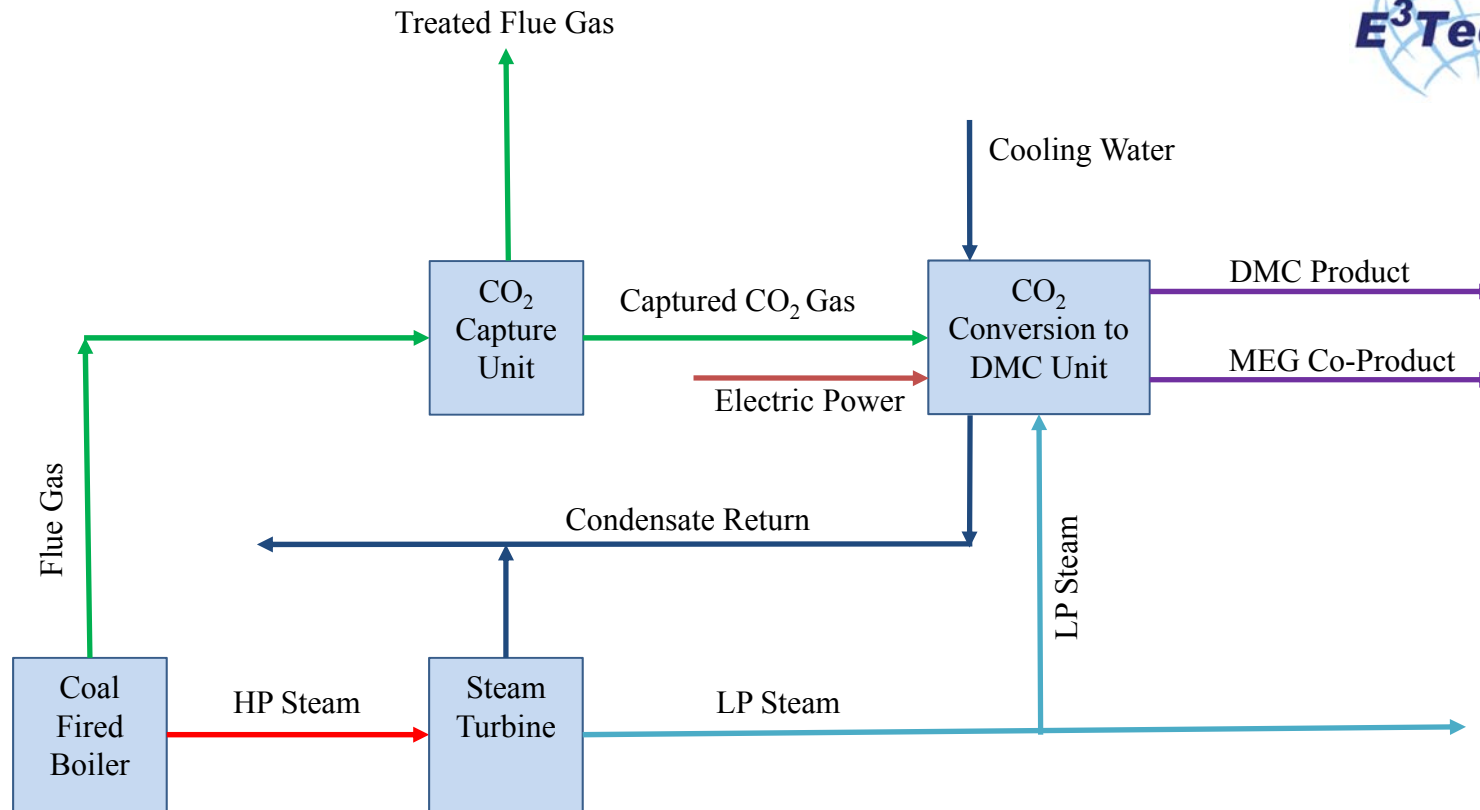 Treated Flue Gas
E³Te
Cooling Water
CO₂
Capture
Unit
Captured CO₂ Gas
Electric Power
CO₂
Conversion to
DMC Unit
DMC Product
MEG Co-Product
Flue Gas
Condensate Return
LP Steam
Coal
Fired
Boiler
HP Steam
Steam
Turbine
LP Steam